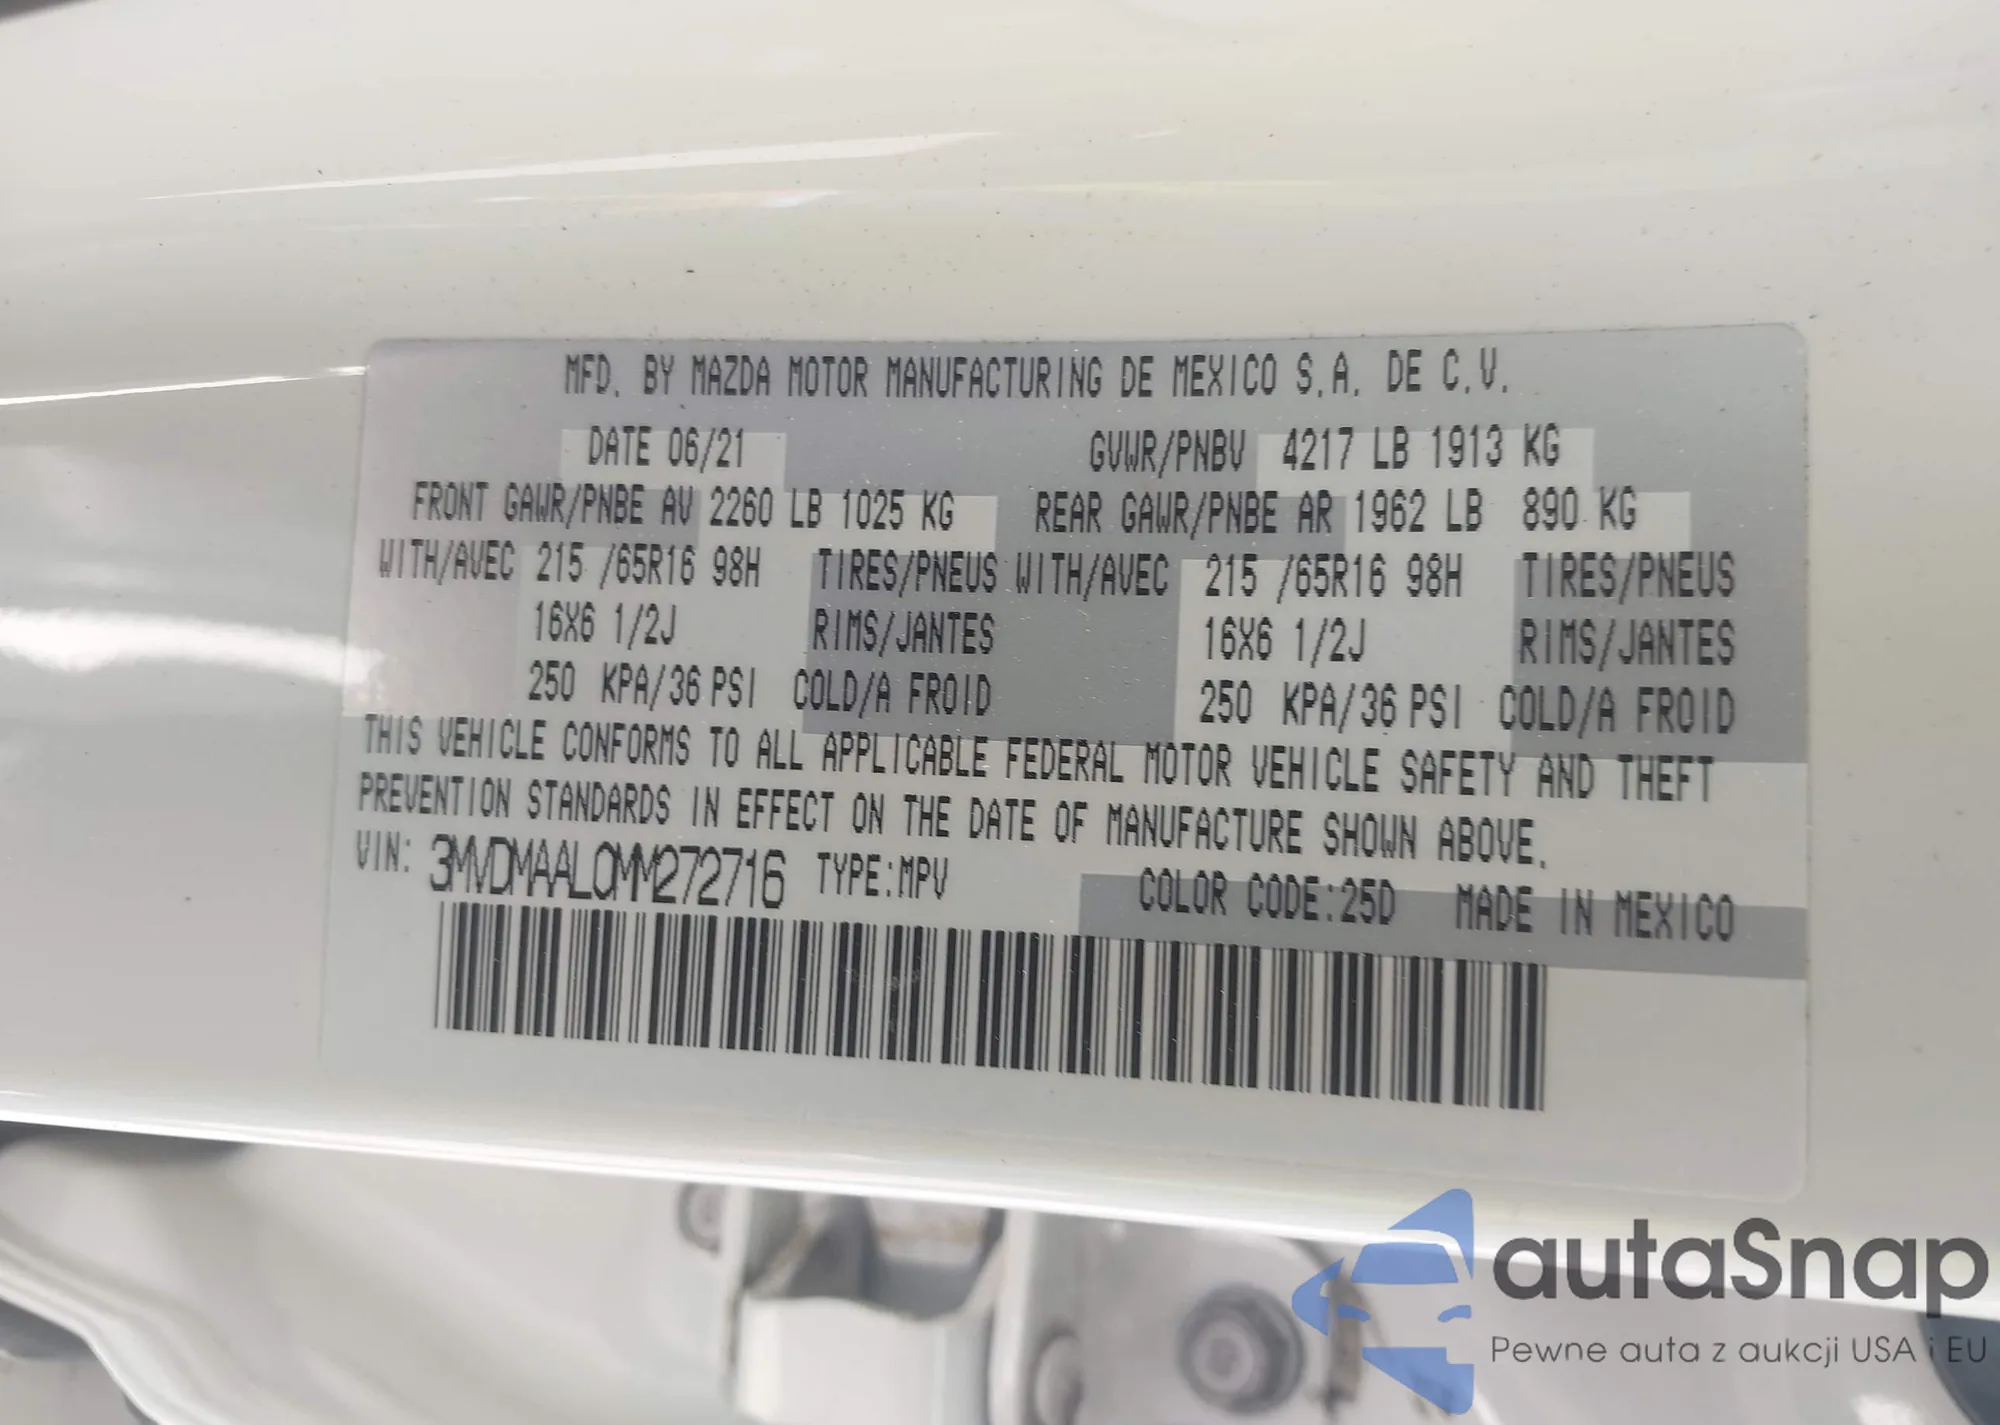 MFD. BY MAZDA MOTOR MANUFACTURING DE MEXICO S.A. DE C.V.
DATE 06/21 GVWR/PNBV 4217 LB 1913 KG
FRONT GAWR/PNBE AV 2260 LB 1025 KG REAR GAWR/PNBE AR 1962 LB 890 KG
WITH/AVEC 215 /65R16 98H TIRES/PNEUS WITH/AVEC 215 /65R16 98H TIRES/PNEUS
16X6 1/2J RIMS/JANTES 16X6 1/2J RIMS/JANTES
250 KPA/36 PSI COLD/A FROID 250 KPA/36 PSI COLD/A FROID
THIS VEHICLE CONFORMS TO ALL APPLICABLE FEDERAL MOTOR VEHICLE SAFETY AND THEFT
PREVENTION STANDARDS IN EFFECT ON THE DATE OF MANUFACTURE SHOWN ABOVE.
VIN: 3MVDMAAL0MM272716 TYPE:MPV COLOR CODE:25D MADE IN MEXICO
autaSnap
Pewne auta z aukcji USA i EU